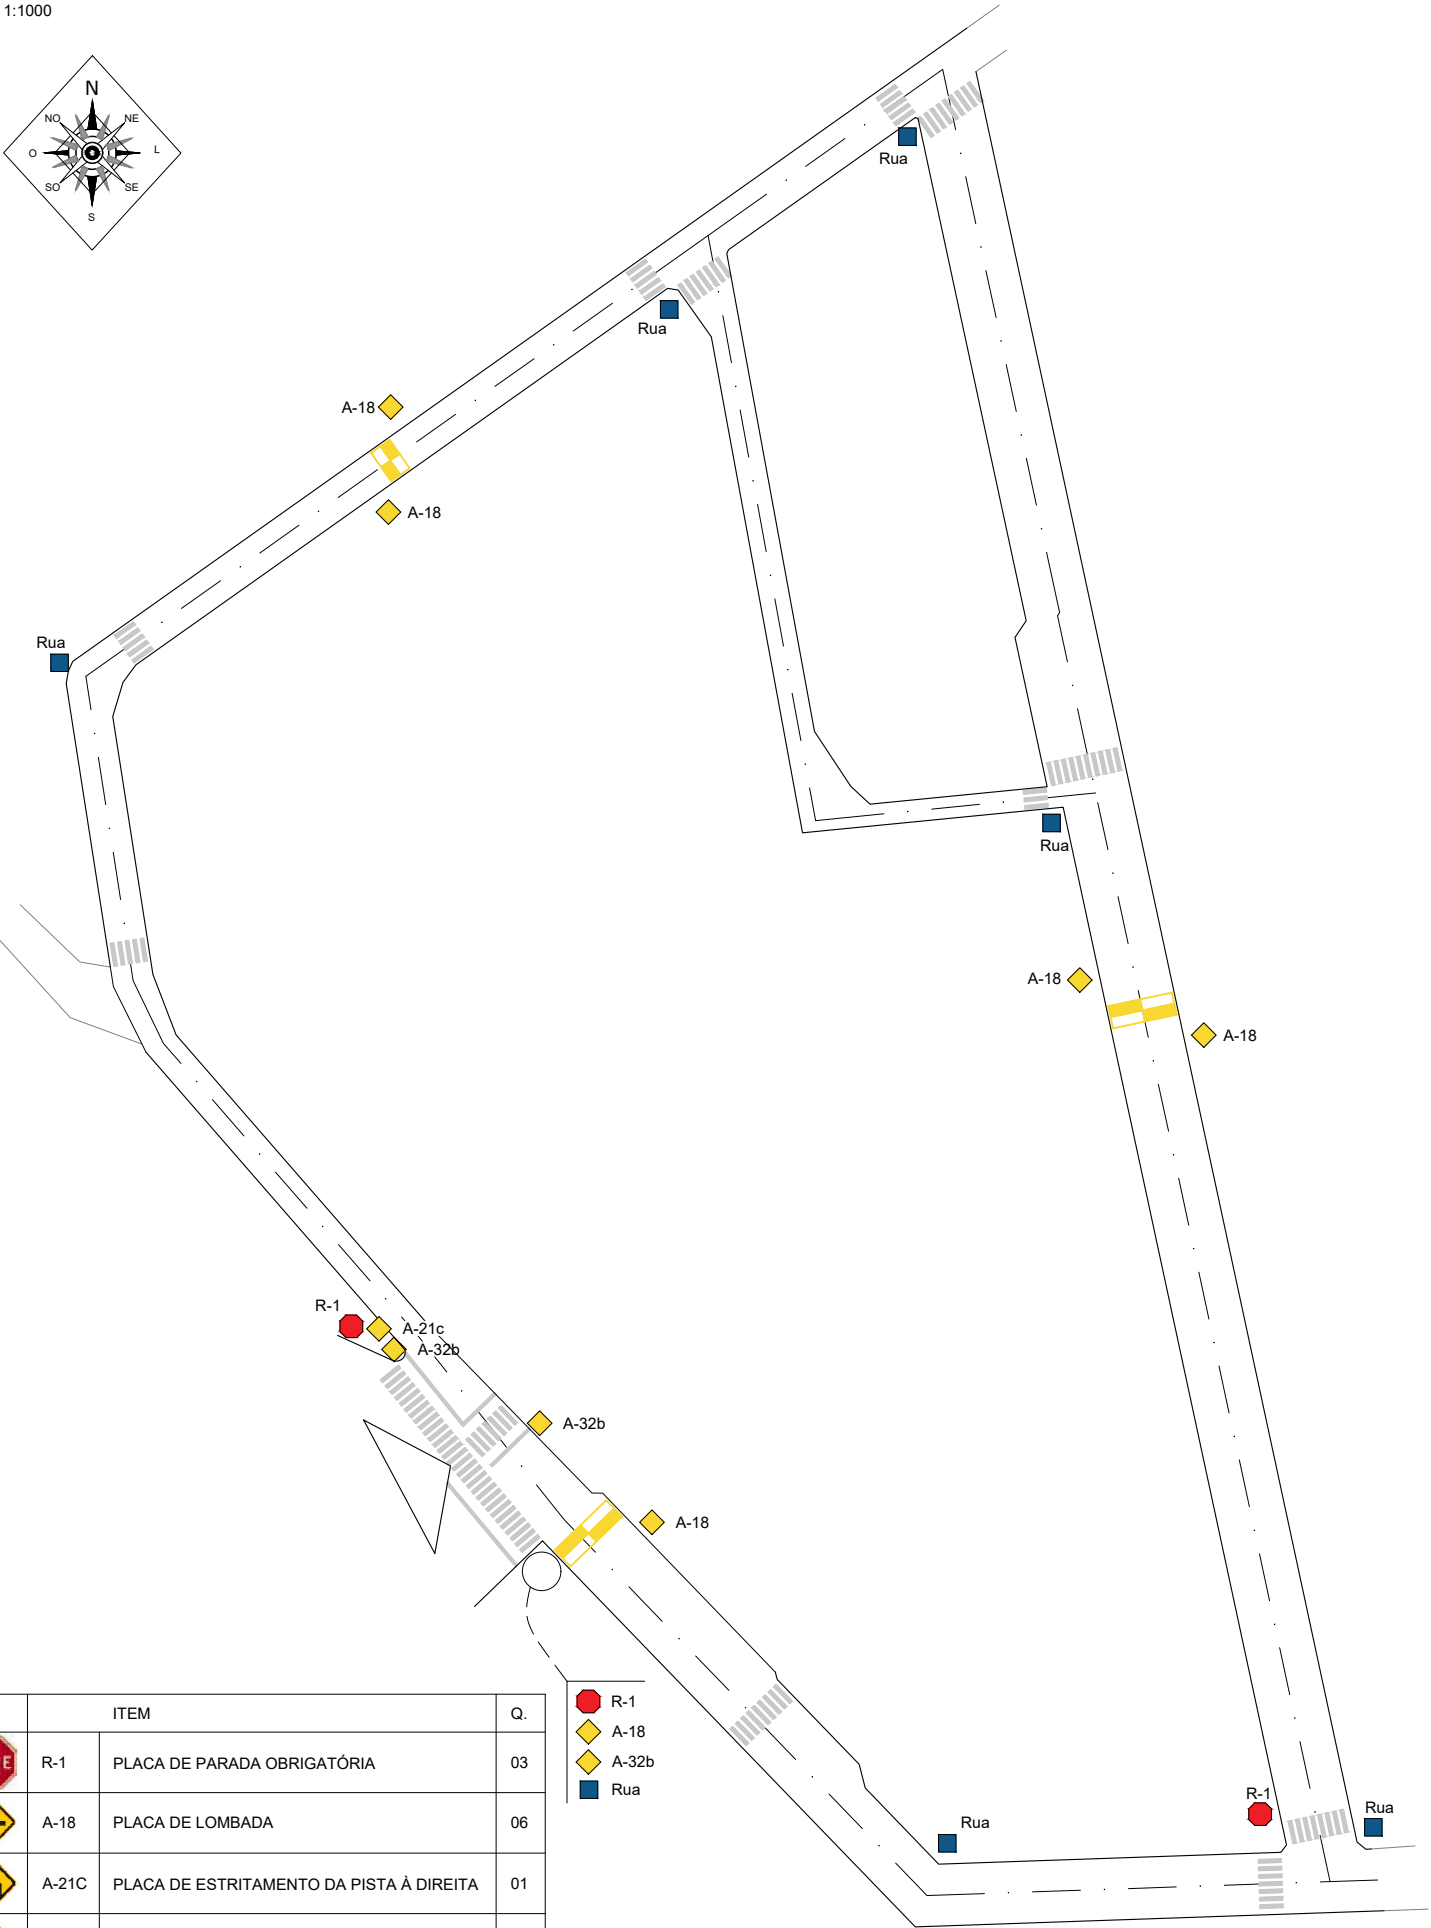 1:1000
N
NO
NE
O
L
SO
SE
S
Rua
Rua
A-18
A-18
Rua
Rua
A-18
A-18
R-1
A-21c
A-32b
A-32b
A-18
R-1
A-18
A-32b
Rua
R-1
Rua
Rua
ITEM Q.
R-1 PLACA DE PARADA OBRIGATÓRIA 03
A-18 PLACA DE LOMBADA 06
A-21C PLACA DE ESTRITAMENTO DA PISTA À DIREITA 01